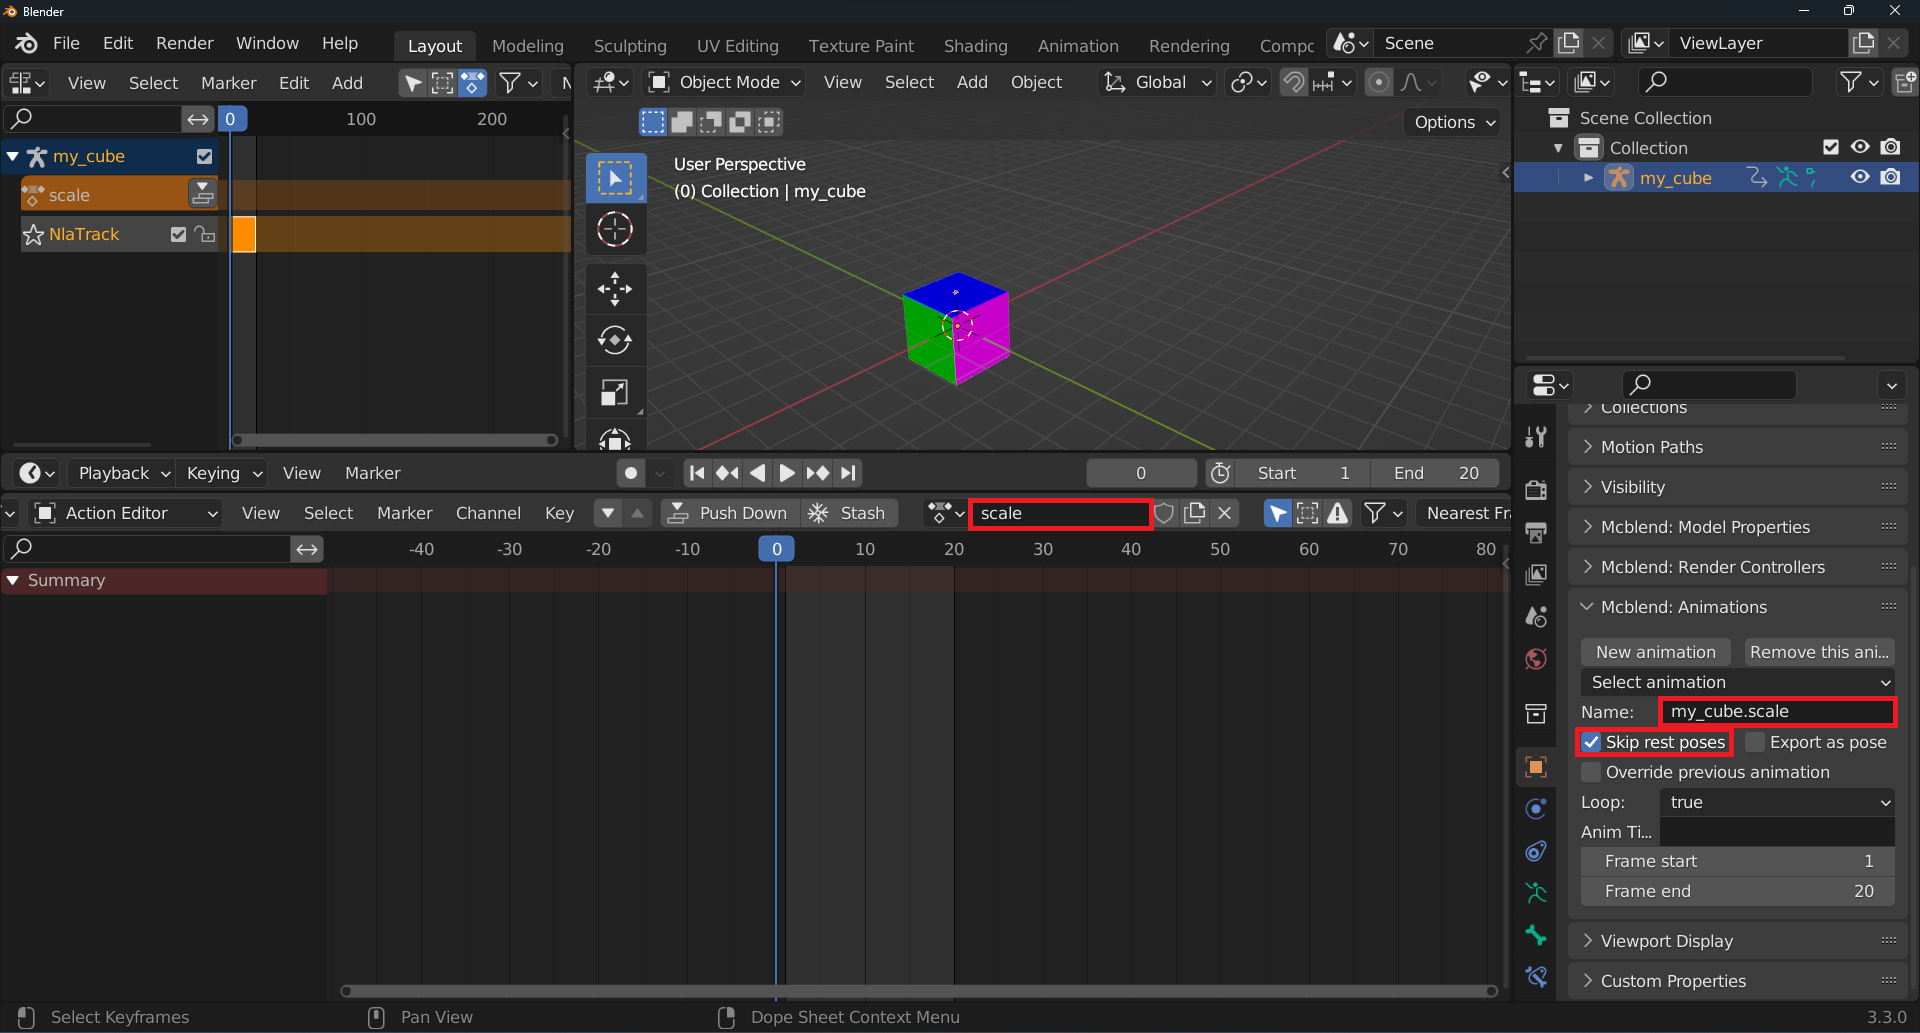 Blender
File Edit Render Window Help Layout Modeling Sculpting UV Editing Texture Paint Shading Animation Rendering Compc Scene ViewLayer
View Select Marker Edit Add N
Object Mode View Select Add Object Global
0 100 200
Options
my_cube
scale
NlaTrack
User Perspective
(0) Collection | my_cube
Scene Collection
Collection
my_cube
Playback Keying View Marker 0 Start 1 End 20
Action Editor View Select Marker Channel Key Push Down Stash scale Nearest Fr
-40 -30 -20 -10 0 10 20 30 40 50 60 70 80
Summary
Collections
Motion Paths
Visibility
Mcblend: Model Properties
Mcblend: Render Controllers
Mcblend: Animations
New animation Remove this ani...
Select animation
Name: my_cube.scale
Skip rest poses Export as pose
Override previous animation
Loop: true
Anim Ti...
Frame start 1
Frame end 20
Viewport Display
Custom Properties
Select Keyframes Pan View Dope Sheet Context Menu 3.3.0